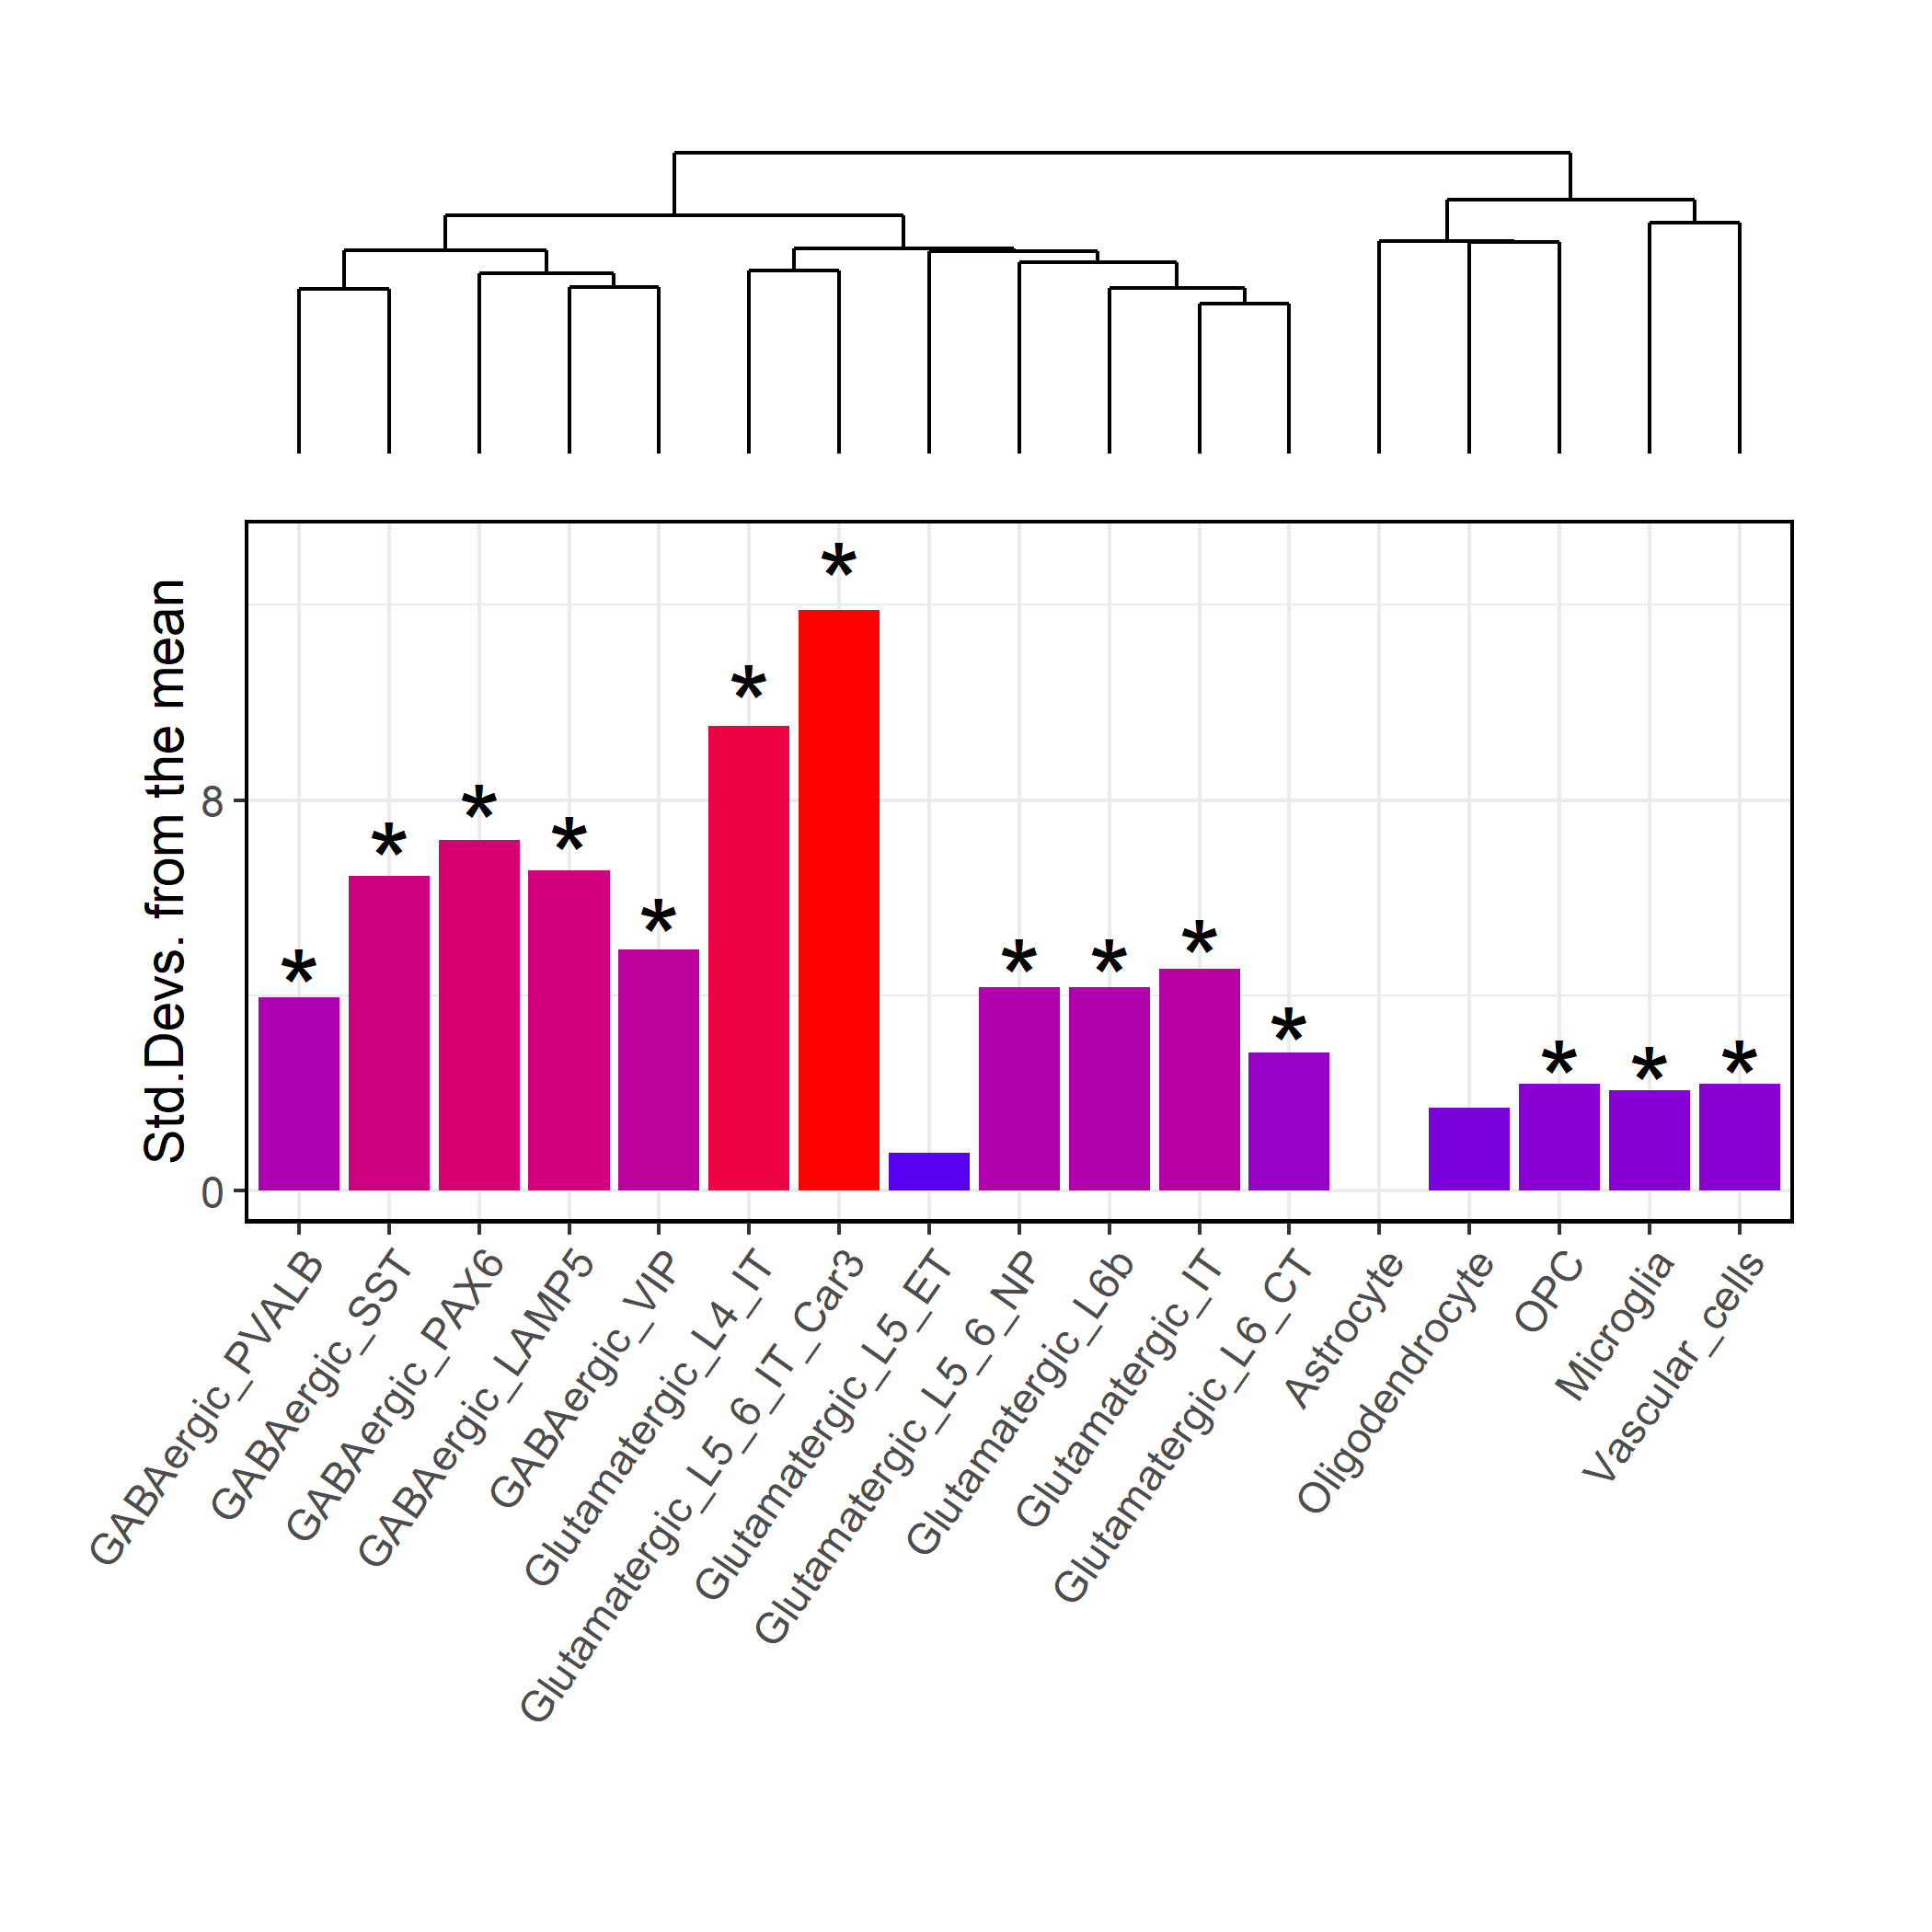 Std.Devs. from the mean
8
0
*
*
*
*
*
*
*
*
*
*
*
*
*
*
GABAergic_PVALB
GABAergic_SST
GABAergic_PAX6
GABAergic_LAMP5
GABAergic_VIP
Glutamatergic_L4_IT
Glutamatergic_L5_6_IT_Car3
Glutamatergic_L5_ET
Glutamatergic_L5_6_NP
Glutamatergic_L6b
Glutamatergic_IT
Glutamatergic_L6_CT
Astrocyte
Oligodendrocyte
OPC
Microglia
Vascular_cells